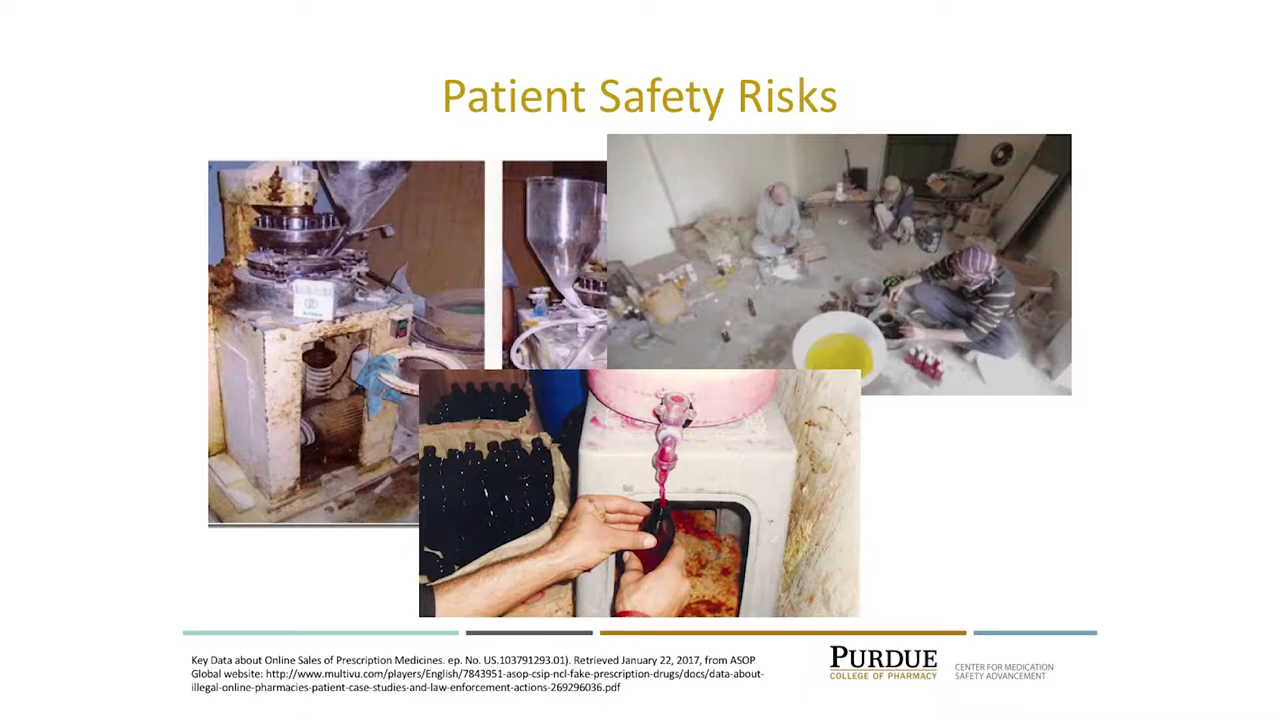 Patient Safety Risks
Key Data about Online Sales of Prescription Medicines. ep. No. US.103791293.01). Retrieved January 22, 2017, from ASOP
Global website: http://www.multivu.com/players/English/7843951-asop-csip-ncl-fake-prescription-drugs/docs/data-about-
illegal-online-pharmacies-patient-case-studies-and-law-enforcement-actions-269296036.pdf
PURDUE
COLLEGE OF PHARMACY
CENTER FOR MEDICATION
SAFETY ADVANCEMENT